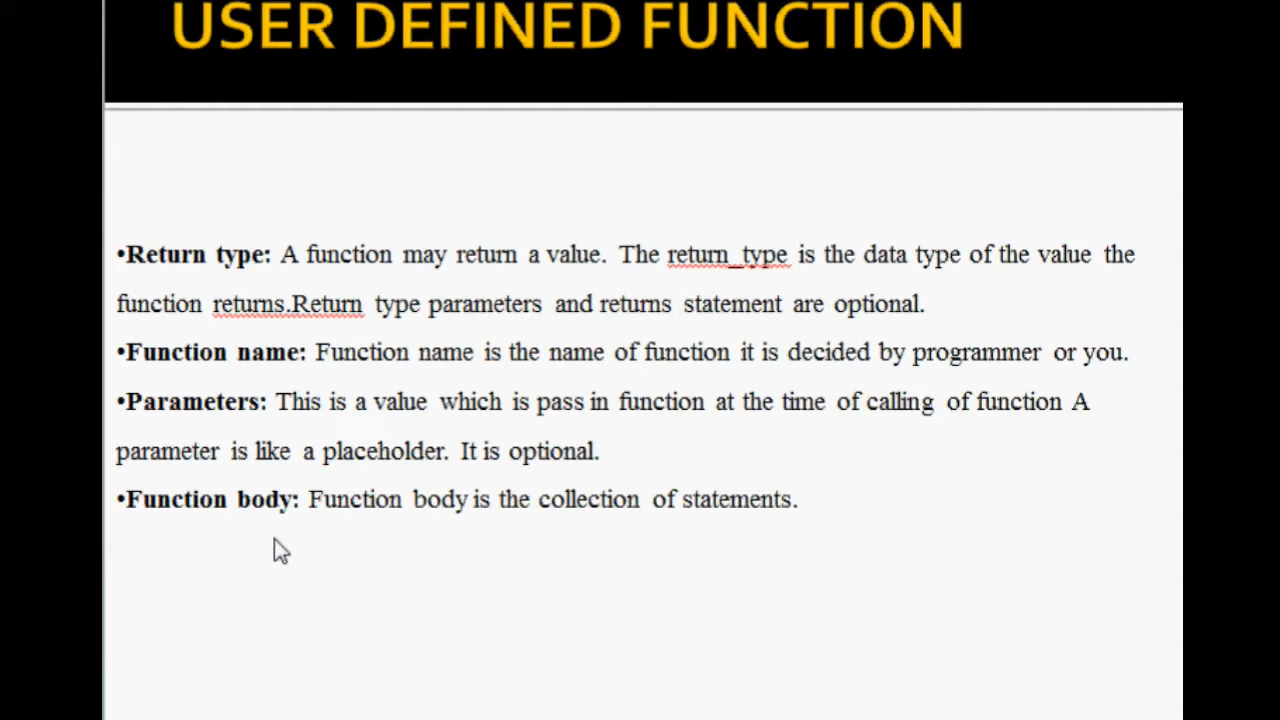 USER DEFINED FUNCTION
•Return type: A function may return a value. The return_type is the data type of the value the
function returns.Return type parameters and returns statement are optional.
•Function name: Function name is the name of function it is decided by programmer or you.
•Parameters: This is a value which is pass in function at the time of calling of function A
parameter is like a placeholder. It is optional.
•Function body: Function body is the collection of statements.